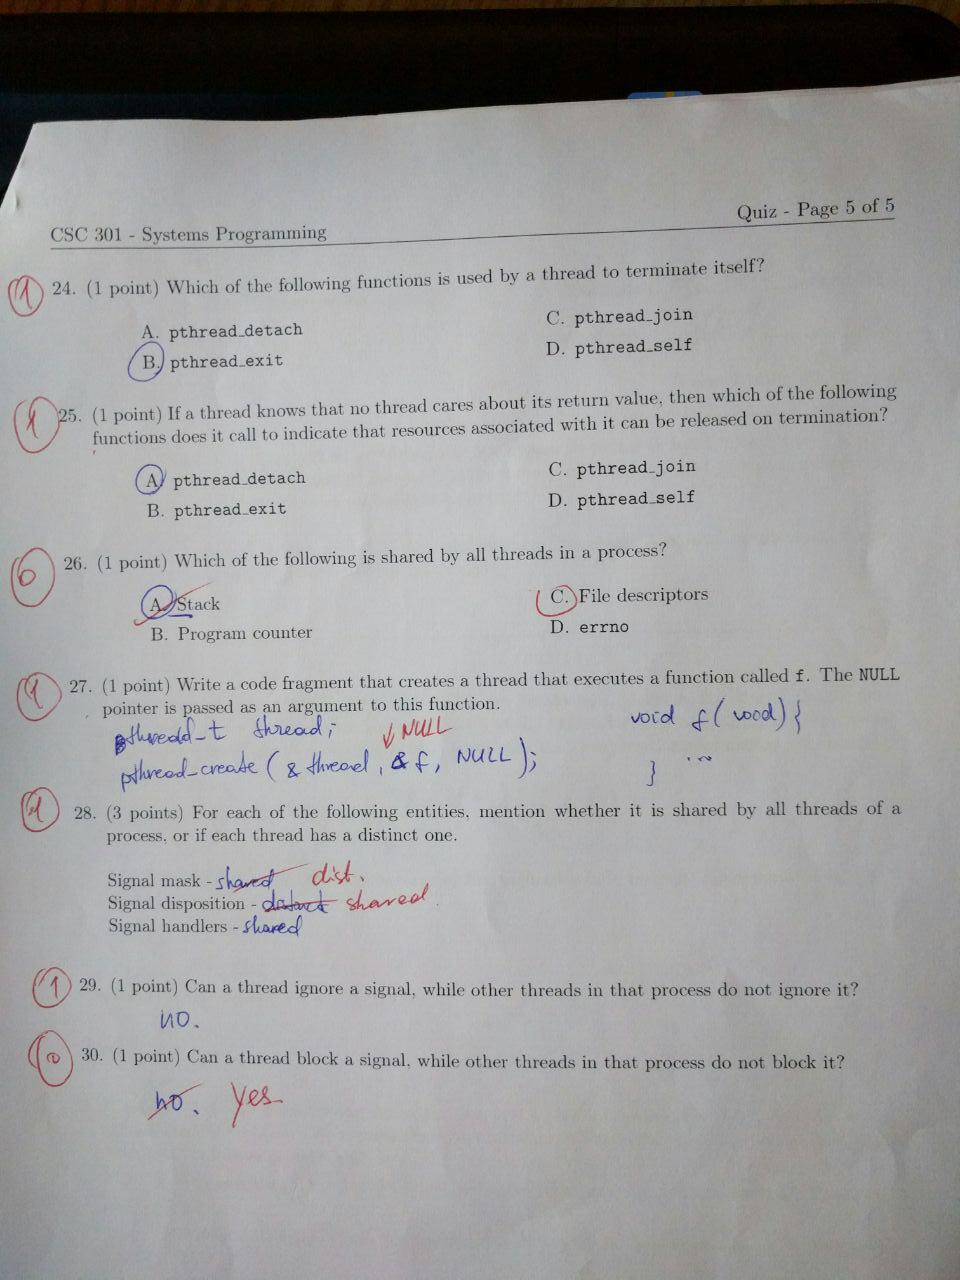 Quiz - Page 5 of 5
CSC 301 - Systems Programming
1 24. (1 point) Which of the following functions is used by a thread to terminate itself?
A. pthread_detach
B. pthread_exit
C. pthread_join
D. pthread_self
1 25. (1 point) If a thread knows that no thread cares about its return value, then which of the following
functions does it call to indicate that resources associated with it can be released on termination?
A. pthread_detach
B. pthread_exit
C. pthread_join
D. pthread_self
0 26. (1 point) Which of the following is shared by all threads in a process?
A. Stack
B. Program counter
C. File descriptors
D. errno
1 27. (1 point) Write a code fragment that creates a thread that executes a function called f. The NULL
pointer is passed as an argument to this function.
pthread_t thread;
NULL
pthread_create(&thread, &f, NULL);
void f(void){
...
}
1 28. (3 points) For each of the following entities, mention whether it is shared by all threads of a
process, or if each thread has a distinct one.
Signal mask - shared dist.
Signal disposition - distinct shared
Signal handlers - shared
1 29. (1 point) Can a thread ignore a signal, while other threads in that process do not ignore it?
no.
0 30. (1 point) Can a thread block a signal, while other threads in that process do not block it?
no. Yes